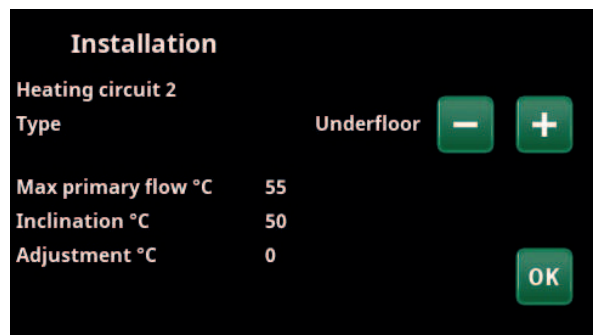 Installation
Heating circuit 2
Type Underfloor − +
Max primary flow °C 55
Inclination °C 50
Adjustment °C 0
OK